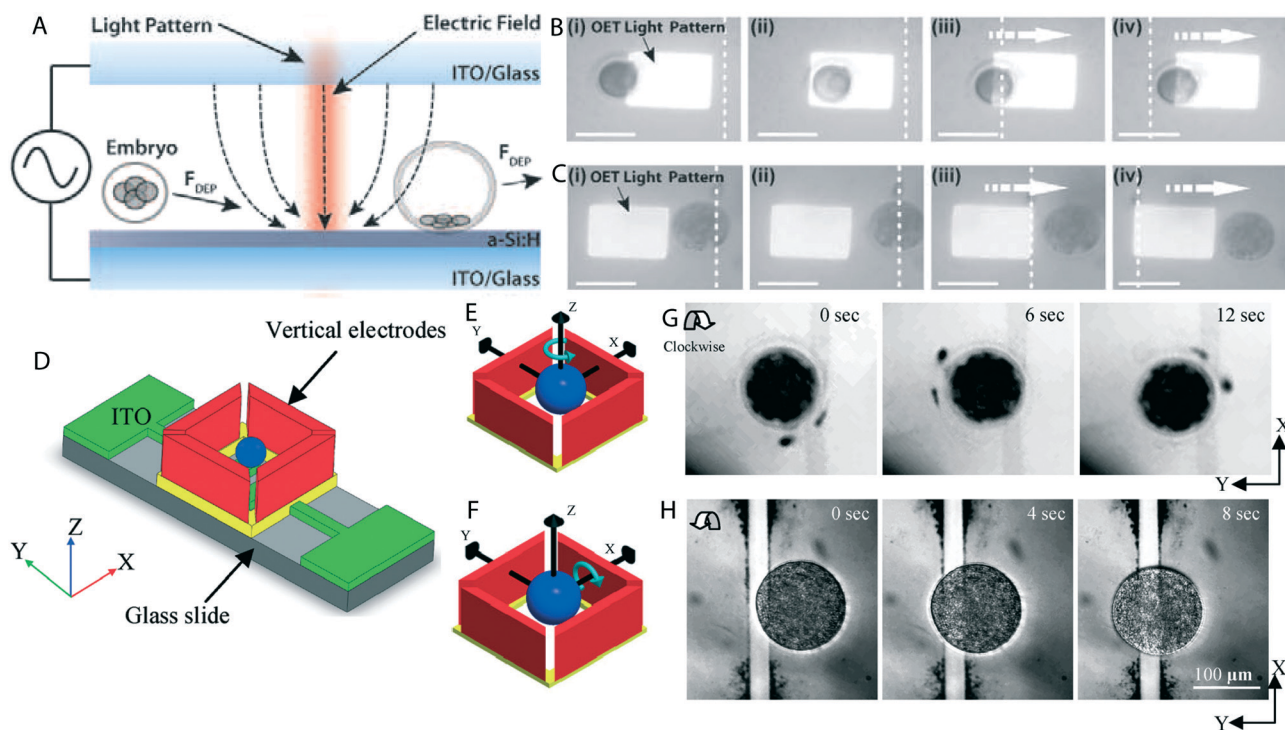 A
Light Pattern
Electric Field
ITO/Glass
Embryo
FDEP
FDEP
a-Si:H
ITO/Glass
B
(i) OET Light Pattern
(ii)
(iii)
(iv)
C
(i) OET Light Pattern
(ii)
(iii)
(iv)
D
Vertical electrodes
ITO
Z
Y
X
Glass slide
E
Z
Y
X
F
Z
Y
X
G
Clockwise
0 sec
6 sec
12 sec
X
Y
H
0 sec
4 sec
8 sec
100 µm
X
Y